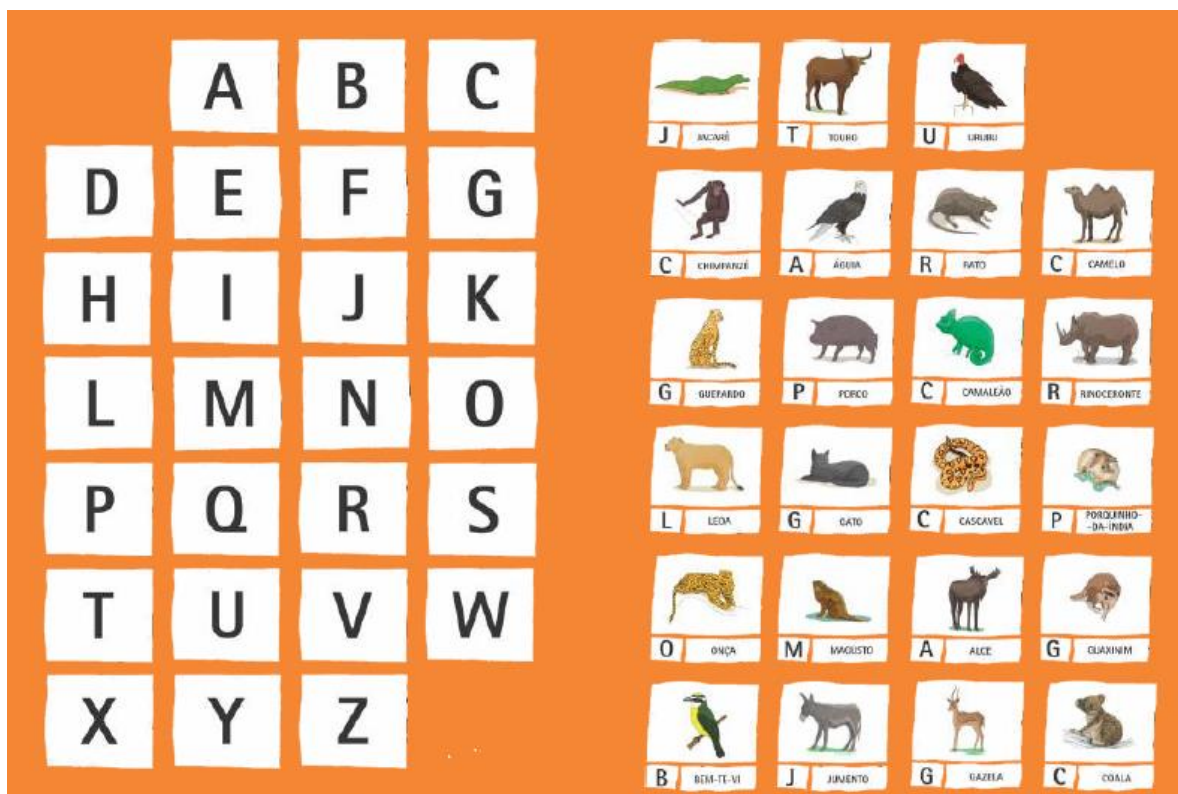 A B C
D E F G
H I J K
L M N O
P Q R S
T U V W
X Y Z
J JACARÉ T TOURO U URUBU
C CHIMPANZÉ A ÁGUIA R RATO C CAMELO
G GUEPARDO P PORCO C CAMALEÃO R RINOCERONTE
L LEOA G GATO C CASCAVEL P PORQUINHO-
-DA-ÍNDIA
O ONÇA M MAGUSTO A ALCE G GUAXINIM
B BEM-TE-VI J JUMENTO G GAZELA C COALA